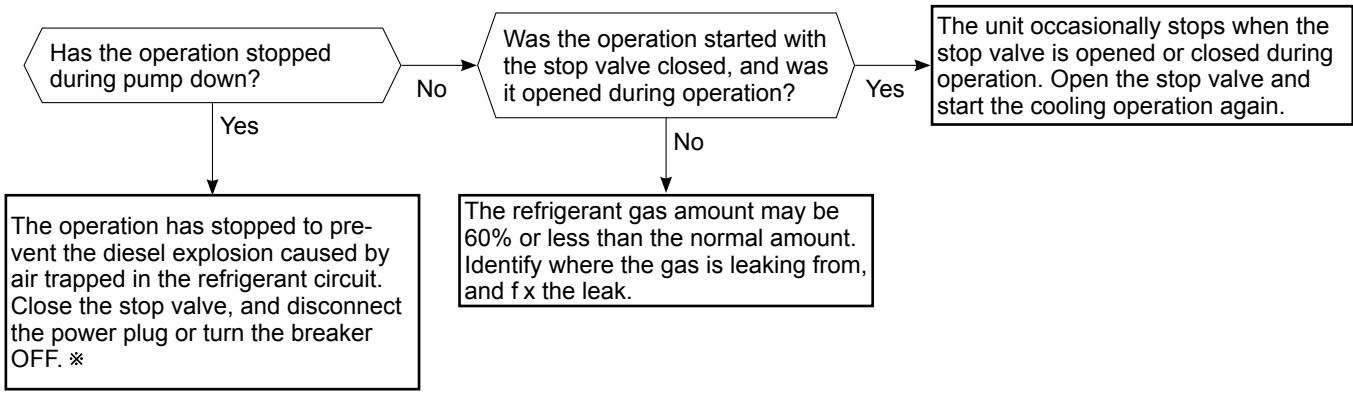 Has the operation stopped
during pump down?
No
Yes
Was the operation started with
the stop valve closed, and was
it opened during operation?
Yes
No
The unit occasionally stops when the
stop valve is opened or closed during
operation. Open the stop valve and
start the cooling operation again.
The operation has stopped to pre-
vent the diesel explosion caused by
air trapped in the refrigerant circuit.
Close the stop valve, and disconnect
the power plug or turn the breaker
OFF. ※
The refrigerant gas amount may be
60% or less than the normal amount.
Identify where the gas is leaking from,
and f x the leak.